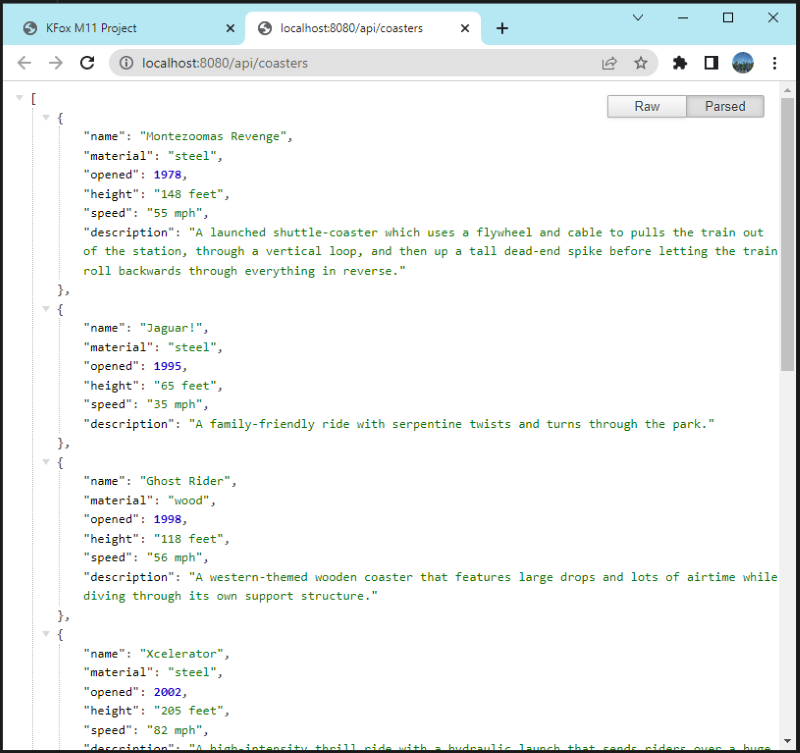 KFox M11 Project
localhost:8080/api/coasters
localhost:8080/api/coasters
Raw
Parsed
[
{
"name": "Montezoomas Revenge",
"material": "steel",
"opened": 1978,
"height": "148 feet",
"speed": "55 mph",
"description": "A launched shuttle-coaster which uses a flywheel and cable to pulls the train out
of the station, through a vertical loop, and then up a tall dead-end spike before letting the train
roll backwards through everything in reverse."
},
{
"name": "Jaguar!",
"material": "steel",
"opened": 1995,
"height": "65 feet",
"speed": "35 mph",
"description": "A family-friendly ride with serpentine twists and turns through the park."
},
{
"name": "Ghost Rider",
"material": "wood",
"opened": 1998,
"height": "118 feet",
"speed": "56 mph",
"description": "A western-themed wooden coaster that features large drops and lots of airtime while
diving through its own support structure."
},
{
"name": "Xcelerator",
"material": "steel",
"opened": 2002,
"height": "205 feet",
"speed": "82 mph",
"description": "A high-intensity thrill ride with a hydraulic launch that sends riders over a huge